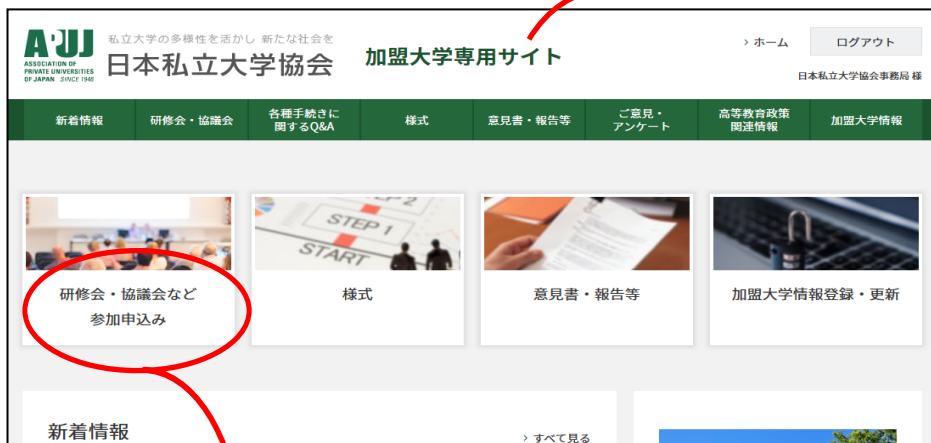 APUJ
ASSOCIATION OF
PRIVATE UNIVERSITIES
OF JAPAN SINCE 1948
私立大学の多様性を活かし 新たな社会を
日本私立大学協会
加盟大学専用サイト
> ホーム
ログアウト
日本私立大学協会事務局 様
新着情報
研修会・協議会
各種手続きに
関するQ&A
様式
意見書・報告等
ご意見・
アンケート
高等教育政策
関連情報
加盟大学情報
STEP 2
STEP 1
START
研修会・協議会など
参加申込み
様式
意見書・報告等
加盟大学情報登録・更新
新着情報
> すべて見る